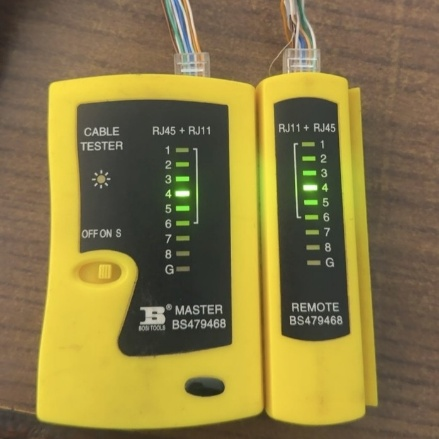 CABLE
TESTER
RJ45 + RJ11
1
2
3
4
5
6
7
8
G
OFF ON S
B ® MASTER
BOSI TOOLS BS479468
RJ11 + RJ45
1
2
3
4
5
6
7
8
G
REMOTE
BS479468